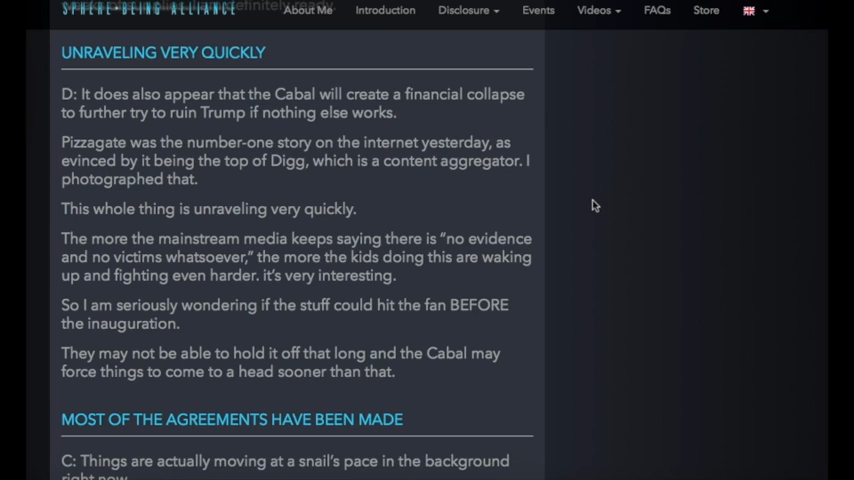 SPHERE BEING ALLIANCE About Me Introduction Disclosure Events Videos FAQs Store
UNRAVELING VERY QUICKLY
D: It does also appear that the Cabal will create a financial collapse
to further try to ruin Trump if nothing else works.
Pizzagate was the number-one story on the internet yesterday, as
evinced by it being the top of Digg, which is a content aggregator. I
photographed that.
This whole thing is unraveling very quickly.
The more the mainstream media keeps saying there is “no evidence
and no victims whatsoever,” the more the kids doing this are waking
up and fighting even harder. it’s very interesting.
So I am seriously wondering if the stuff could hit the fan BEFORE
the inauguration.
They may not be able to hold it off that long and the Cabal may
force things to come to a head sooner than that.
MOST OF THE AGREEMENTS HAVE BEEN MADE
C: Things are actually moving at a snail’s pace in the background
right now